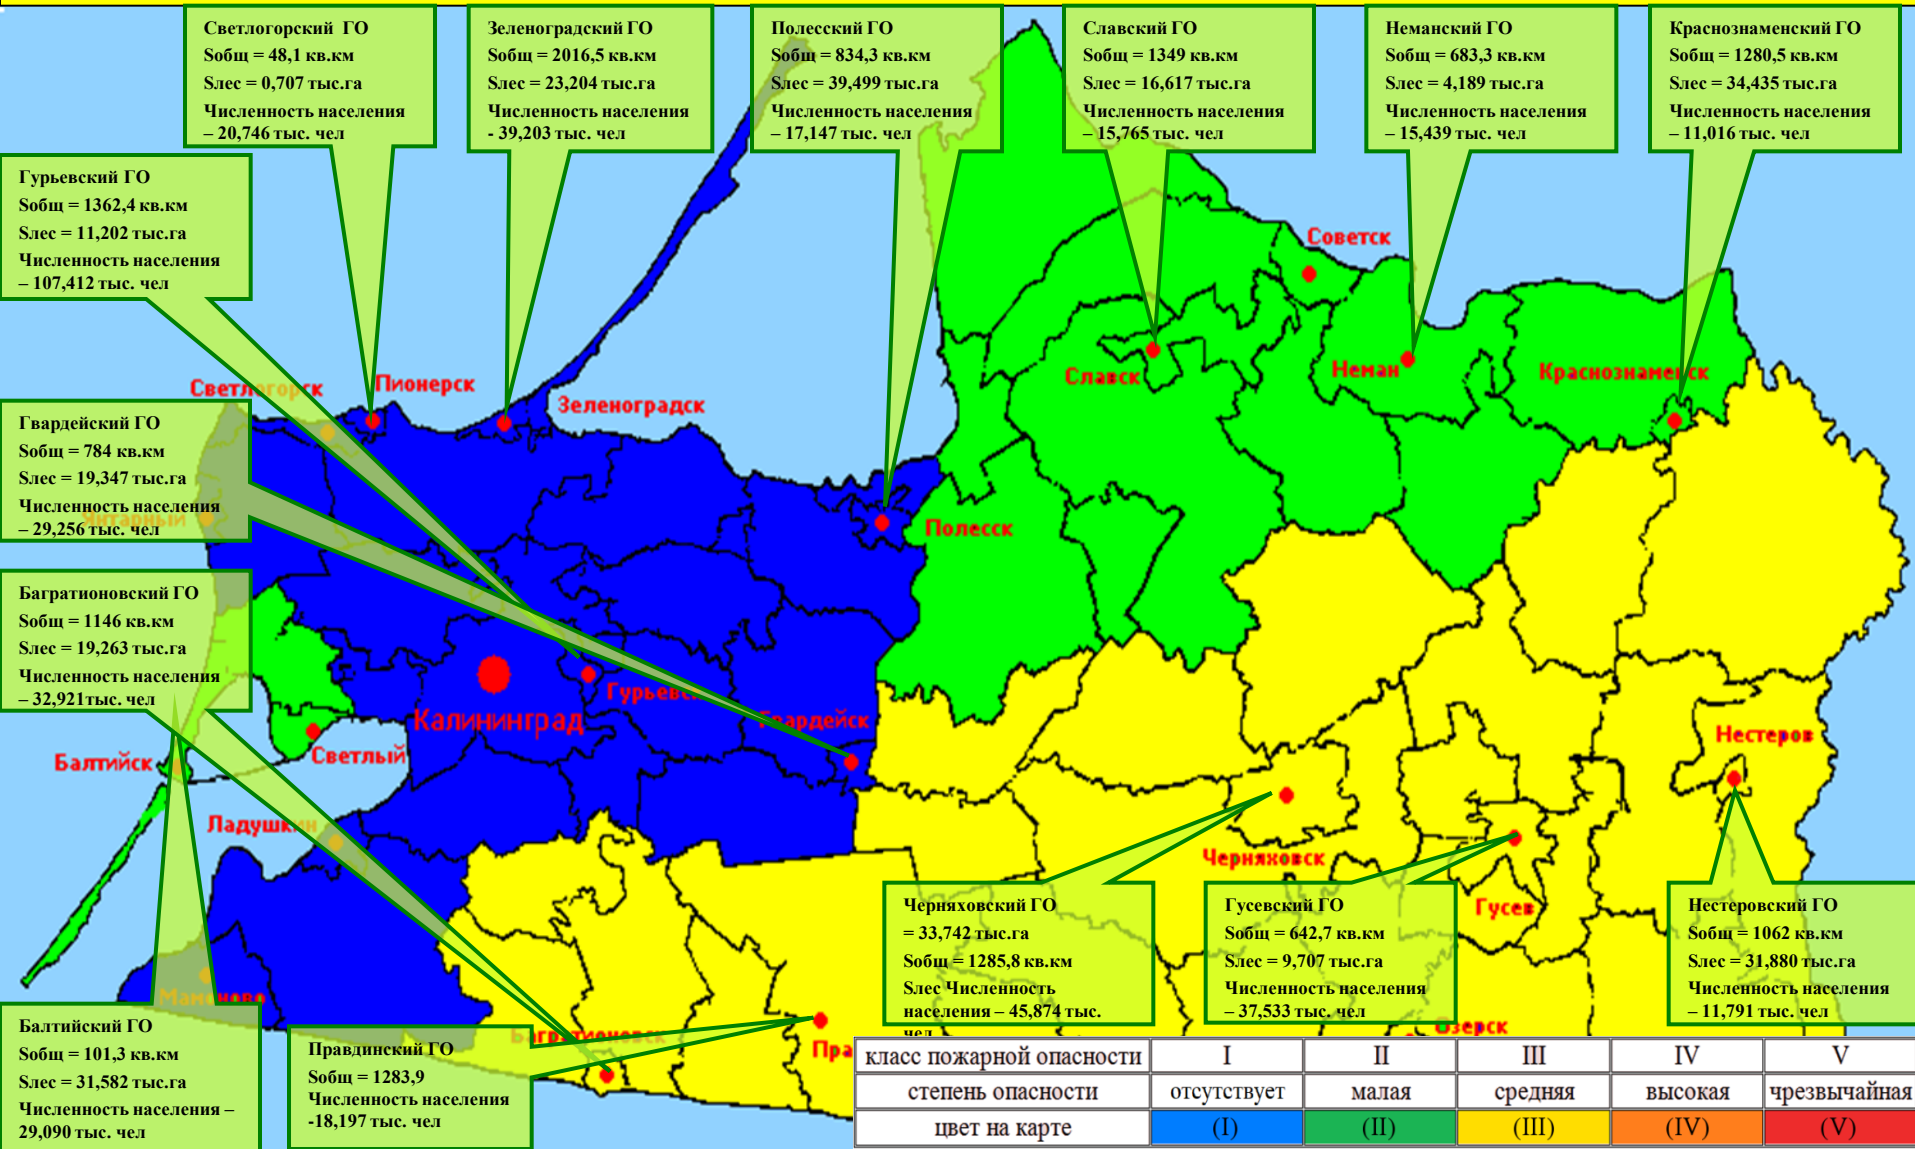 Светлогорский ГО
Sобщ = 48,1 кв.км
Sлес = 0,707 тыс.га
Численность населения
– 20,746 тыс. чел
Зеленоградский ГО
Sобщ = 2016,5 кв.км
Sлес = 23,204 тыс.га
Численность населения
- 39,203 тыс. чел
Полесский ГО
Sобщ = 834,3 кв.км
Sлес = 39,499 тыс.га
Численность населения
– 17,147 тыс. чел
Славский ГО
Sобщ = 1349 кв.км
Sлес = 16,617 тыс.га
Численность населения
– 15,765 тыс. чел
Неманский ГО
Sобщ = 683,3 кв.км
Sлес = 4,189 тыс.га
Численность населения
– 15,439 тыс. чел
Краснознаменский ГО
Sобщ = 1280,5 кв.км
Sлес = 34,435 тыс.га
Численность населения
– 11,016 тыс. чел
Гурьевский ГО
Sобщ = 1362,4 кв.км
Sлес = 11,202 тыс.га
Численность населения
– 107,412 тыс. чел
Советск
Славск
Неман
Краснознаменск
Светлогорск
Пионерск
Зеленоградск
Гвардейский ГО
Sобщ = 784 кв.км
Sлес = 19,347 тыс.га
Численность населения
– 29,256 тыс. чел
Янтарный
Полесск
Багратионовский ГО
Sобщ = 1146 кв.км
Sлес = 19,263 тыс.га
Численность населения
– 32,921тыс. чел
Гурьевск
Калининград
Гвардейск
Светлый
Балтийск
Ладушкин
Нестеров
Черняховск
Гусев
Мамоново
Багратионовск
Озерск
Пра
Черняховский ГО
= 33,742 тыс.га
Sобщ = 1285,8 кв.км
Sлес Численность
населения – 45,874 тыс.
чел
Гусевский ГО
Sобщ = 642,7 кв.км
Sлес = 9,707 тыс.га
Численность населения
– 37,533 тыс. чел
Нестеровский ГО
Sобщ = 1062 кв.км
Sлес = 31,880 тыс.га
Численность населения
– 11,791 тыс. чел
Балтийский ГО
Sобщ = 101,3 кв.км
Sлес = 31,582 тыс.га
Численность населения –
29,090 тыс. чел
Правдинский ГО
Sобщ = 1283,9
Численность населения
-18,197 тыс. чел
класс пожарной опасности I II III IV V
степень опасности отсутствует малая средняя высокая чрезвычайная
цвет на карте (I) (II) (III) (IV) (V)